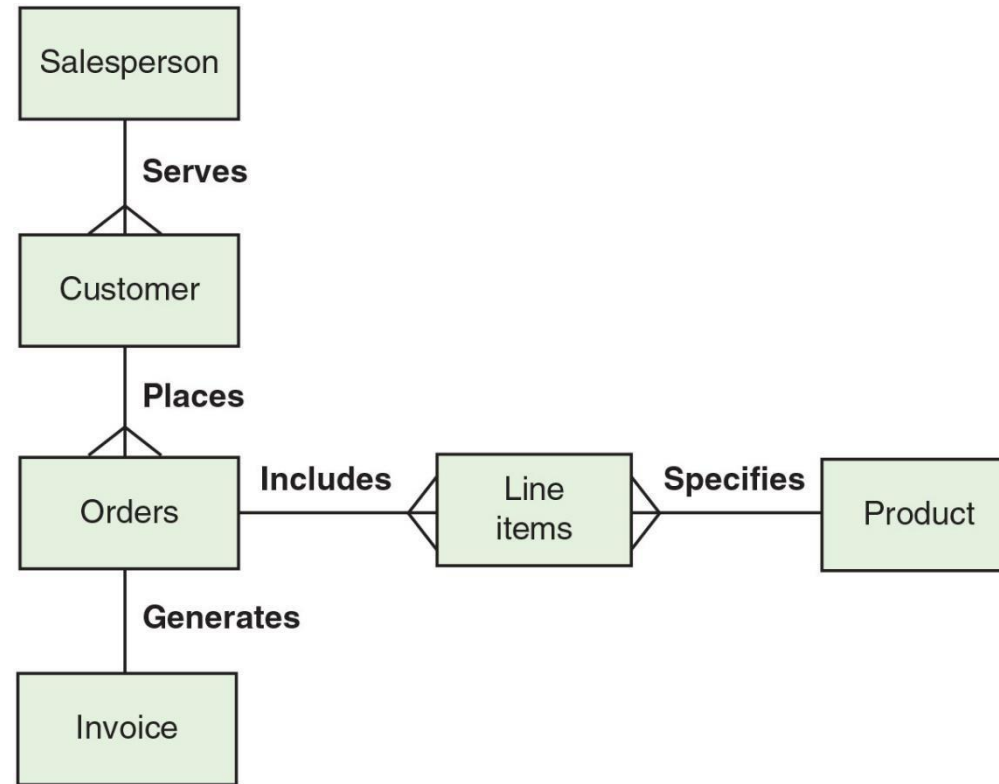 Salesperson
Serves
Customer
Places
Orders
Includes
Line
items
Specifies
Product
Generates
Invoice